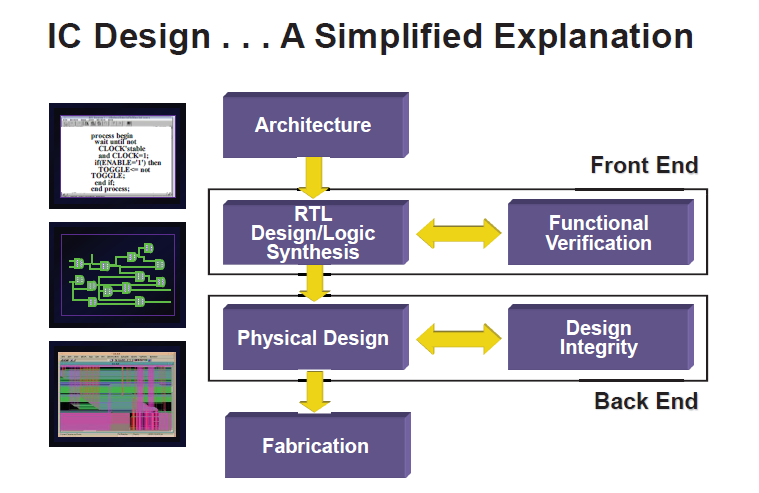 IC Design . . . A Simplified Explanation
Architecture
Front End
RTL
Design/Logic
Synthesis
Functional
Verification
Physical Design
Design
Integrity
Back End
Fabrication
process begin
wait until not
CLOCK'stable
and CLOCK=1;
if(ENABLE='1') then
TOGGLE<= not
TOGGLE;
end if;
end process;